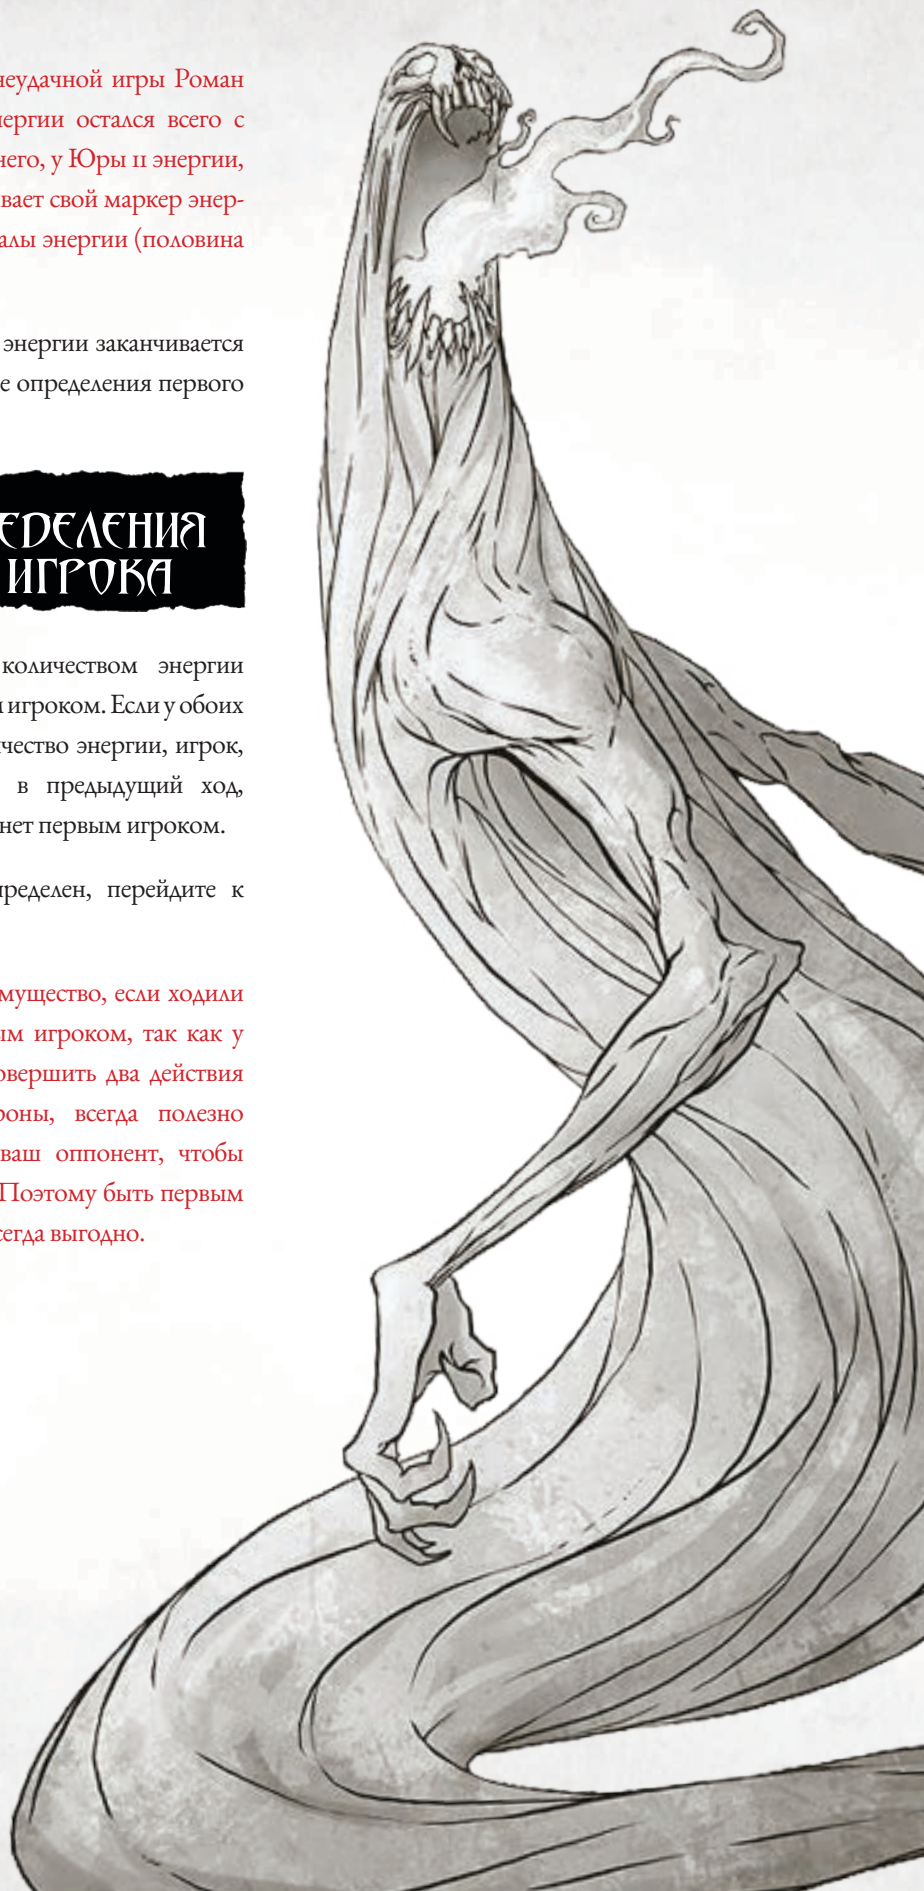 неудачной игры Роман
нергии остался всего с
него, у Юры 11 энергии,
вает свой маркер энер-
алы энергии (половина
энергии заканчивается
е определения первого
ЕДЕЛЕНИЯ
ИГРОКА
количеством энергии
игроком. Если у обоих
чество энергии, игрок,
в предыдущий ход,
нет первым игроком.
пределен, перейдите к
мущество, если ходили
ым игроком, так как у
овершить два действия
роны, всегда полезно
ваш оппонент, чтобы
Поэтому быть первым
сегда выгодно.